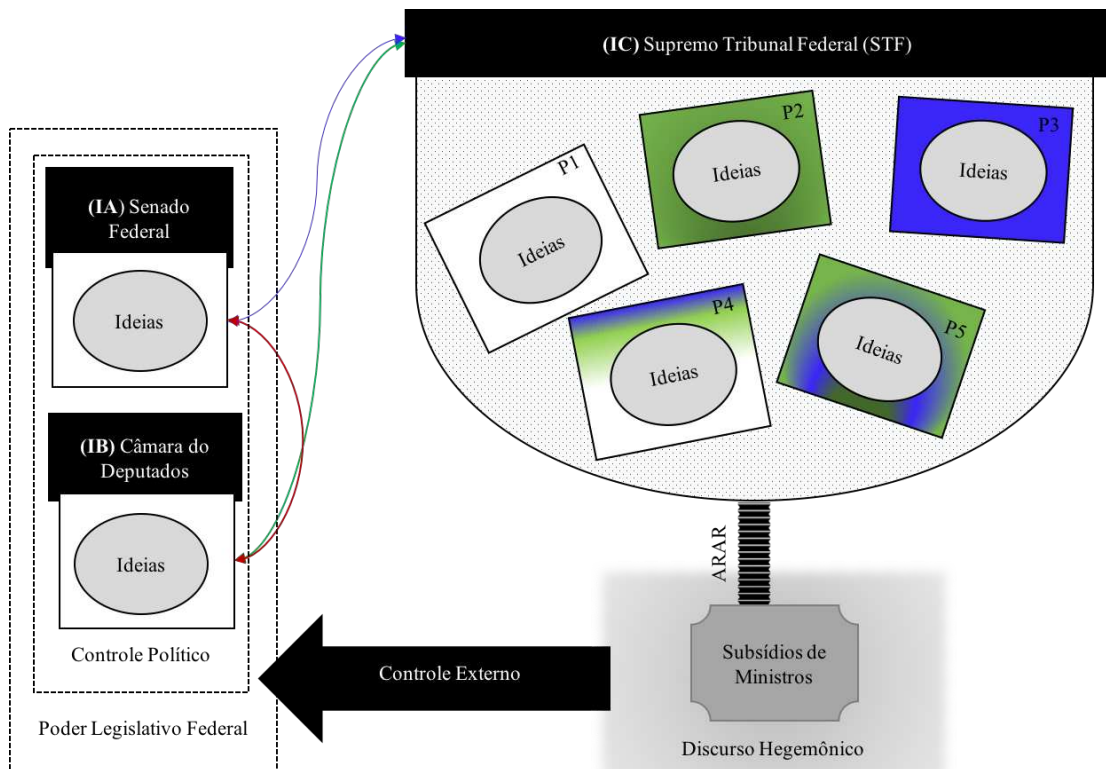 (IC) Supremo Tribunal Federal (STF)
P1
Ideias
P2
Ideias
P3
Ideias
P4
Ideias
P5
Ideias
(IA) Senado
Federal
Ideias
(IB) Câmara do
Deputados
Ideias
Controle Político
Poder Legislativo Federal
Controle Externo
ARAR
Subsídios de
Ministros
Discurso Hegemônico